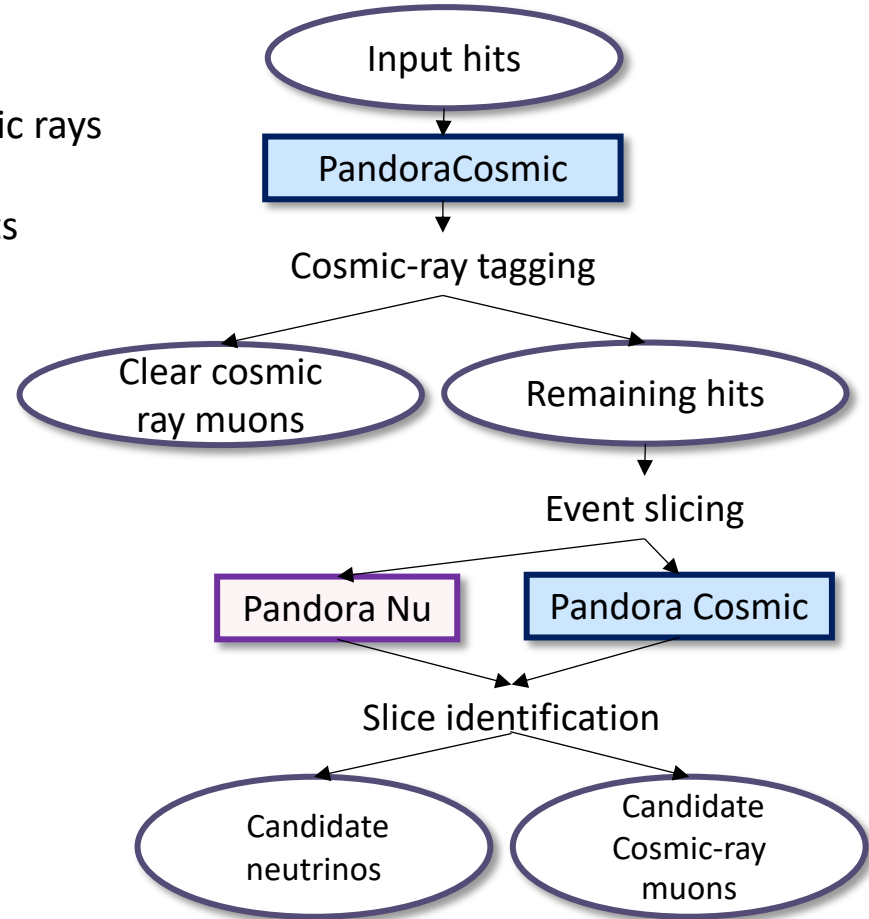 Input hits
ic rays
PandoraCosmic
ts
Cosmic-ray tagging
Clear cosmic
ray muons
Remaining hits
Event slicing
Pandora Nu
Pandora Cosmic
Slice identification
Candidate
neutrinos
Candidate
Cosmic-ray
muons